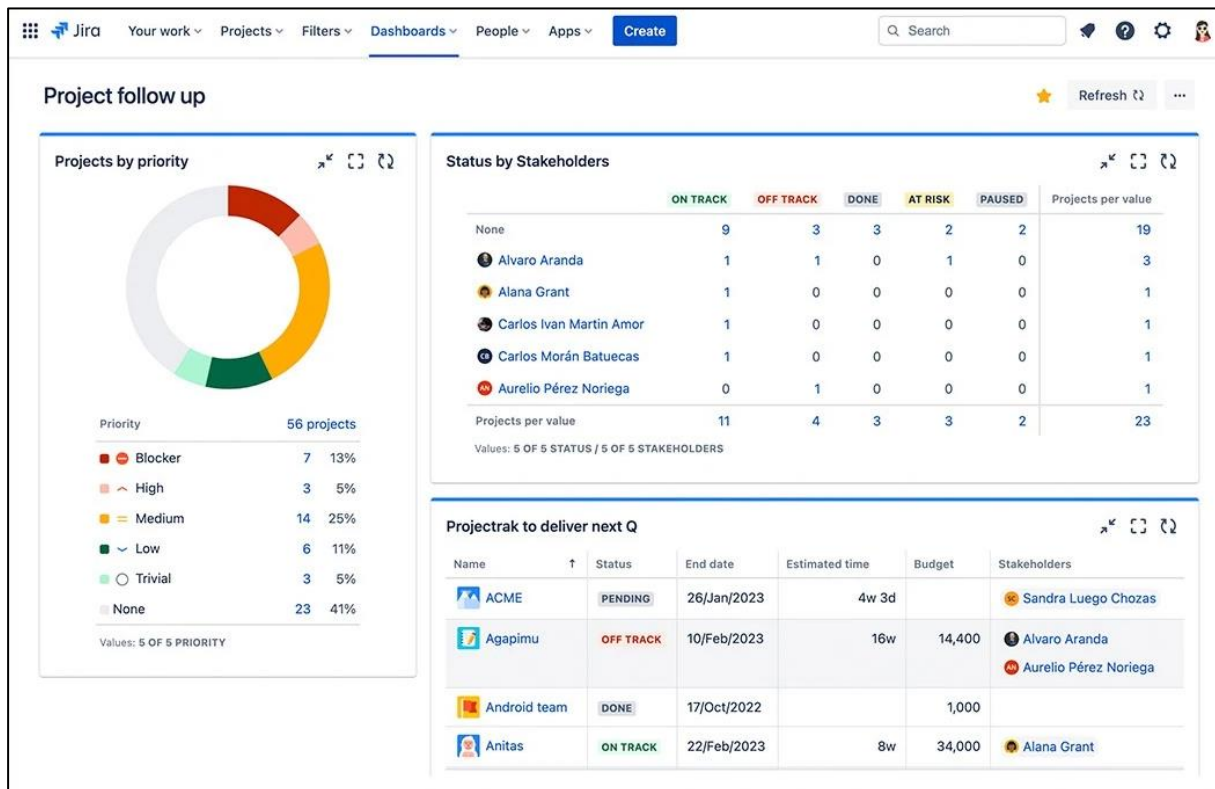 Jira Your work Projects Filters Dashboards People Apps Create Search
Project follow up
Refresh
Projects by priority
Priority 56 projects
Blocker 7 13%
High 3 5%
Medium 14 25%
Low 6 11%
Trivial 3 5%
None 23 41%
Values: 5 OF 5 PRIORITY
Status by Stakeholders
ON TRACK OFF TRACK DONE AT RISK PAUSED Projects per value
None 9 3 3 2 2 19
Alvaro Aranda 1 1 0 1 0 3
Alana Grant 1 0 0 0 0 1
Carlos Ivan Martin Amor 1 0 0 0 0 1
CB Carlos Morán Batuecas 1 0 0 0 0 1
AN Aurelio Pérez Noriega 0 1 0 0 0 1
Projects per value 11 4 3 3 2 23
Values: 5 OF 5 STATUS / 5 OF 5 STAKEHOLDERS
Projectrak to deliver next Q
Name Status End date Estimated time Budget Stakeholders
ACME PENDING 26/Jan/2023 4w 3d SC Sandra Luego Chozas
Agapimu OFF TRACK 10/Feb/2023 16w 14,400 Alvaro Aranda
AN Aurelio Pérez Noriega
Android team DONE 17/Oct/2022 1,000
Anitas ON TRACK 22/Feb/2023 8w 34,000 Alana Grant